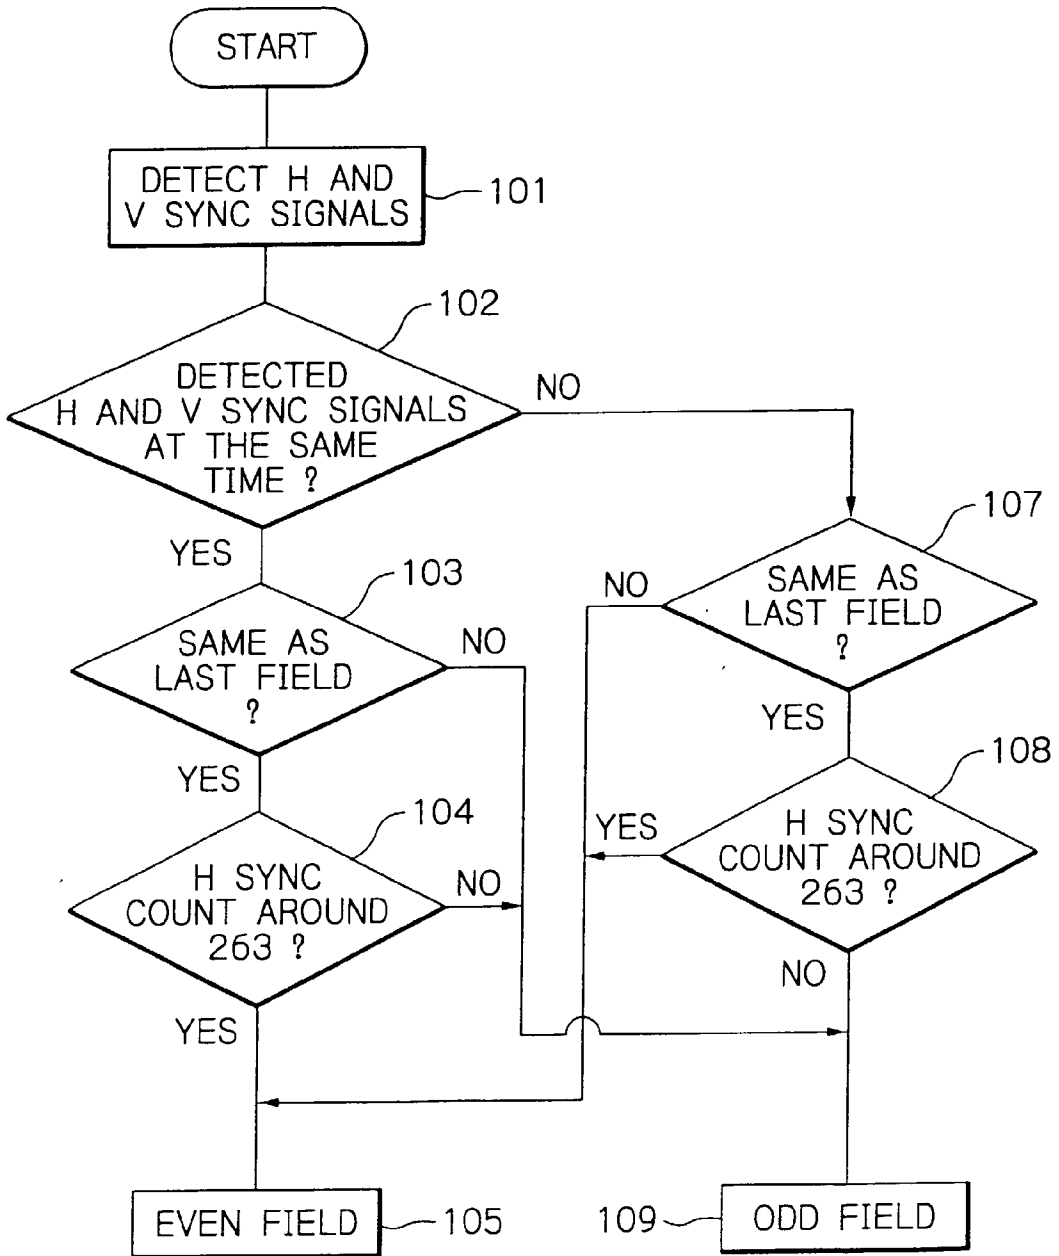 START
DETECT H AND
V SYNC SIGNALS
101
102
DETECTED
H AND V SYNC SIGNALS
AT THE SAME
TIME ?
NO
YES
107
SAME AS
LAST FIELD
?
NO
YES
103
SAME AS
LAST FIELD
?
NO
YES
108
H SYNC
COUNT AROUND
263 ?
YES
NO
104
H SYNC
COUNT AROUND
263 ?
NO
YES
EVEN FIELD
105
109
ODD FIELD